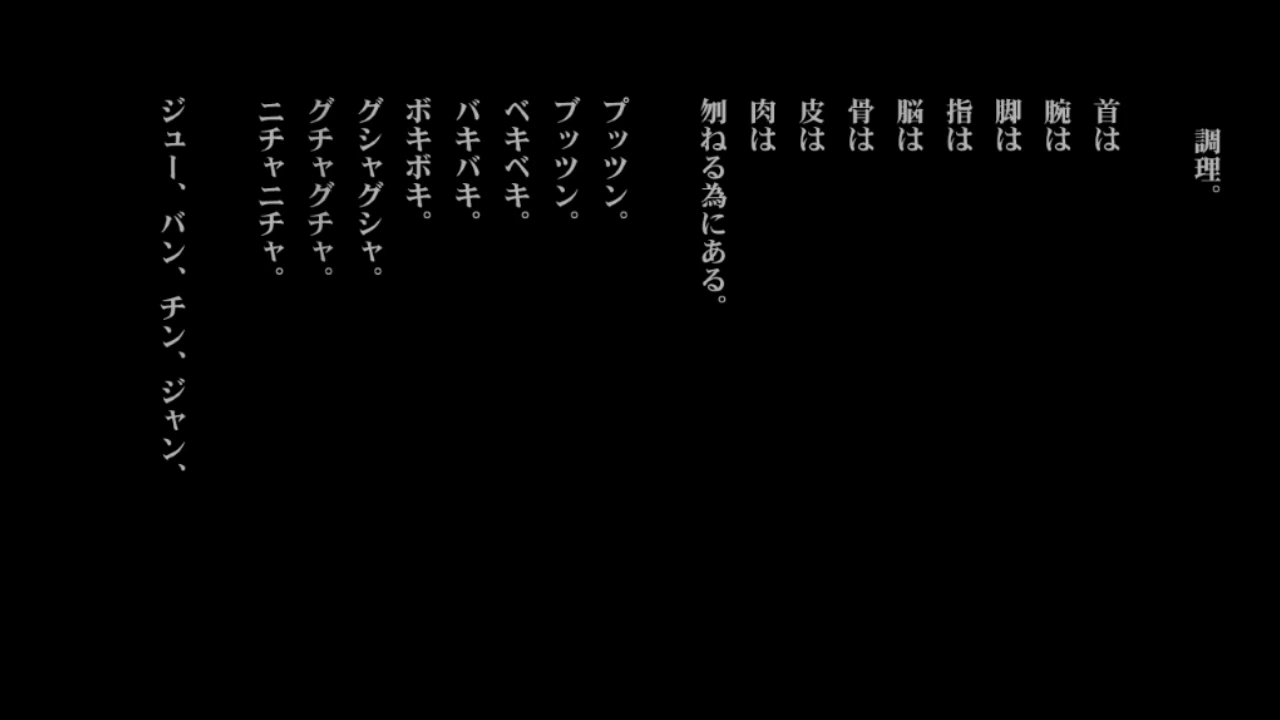 調理。
首は
腕は
脚は
指は
脳は
骨は
皮は
肉は
刎ねる為にある。
プッツン。
ブッツン。
ベキベキ。
バキバキ。
ボキボキ。
グシャグシャ。
グチャグチャ。
ニチャニチャ。
ジュー、バン、チン、ジャン、